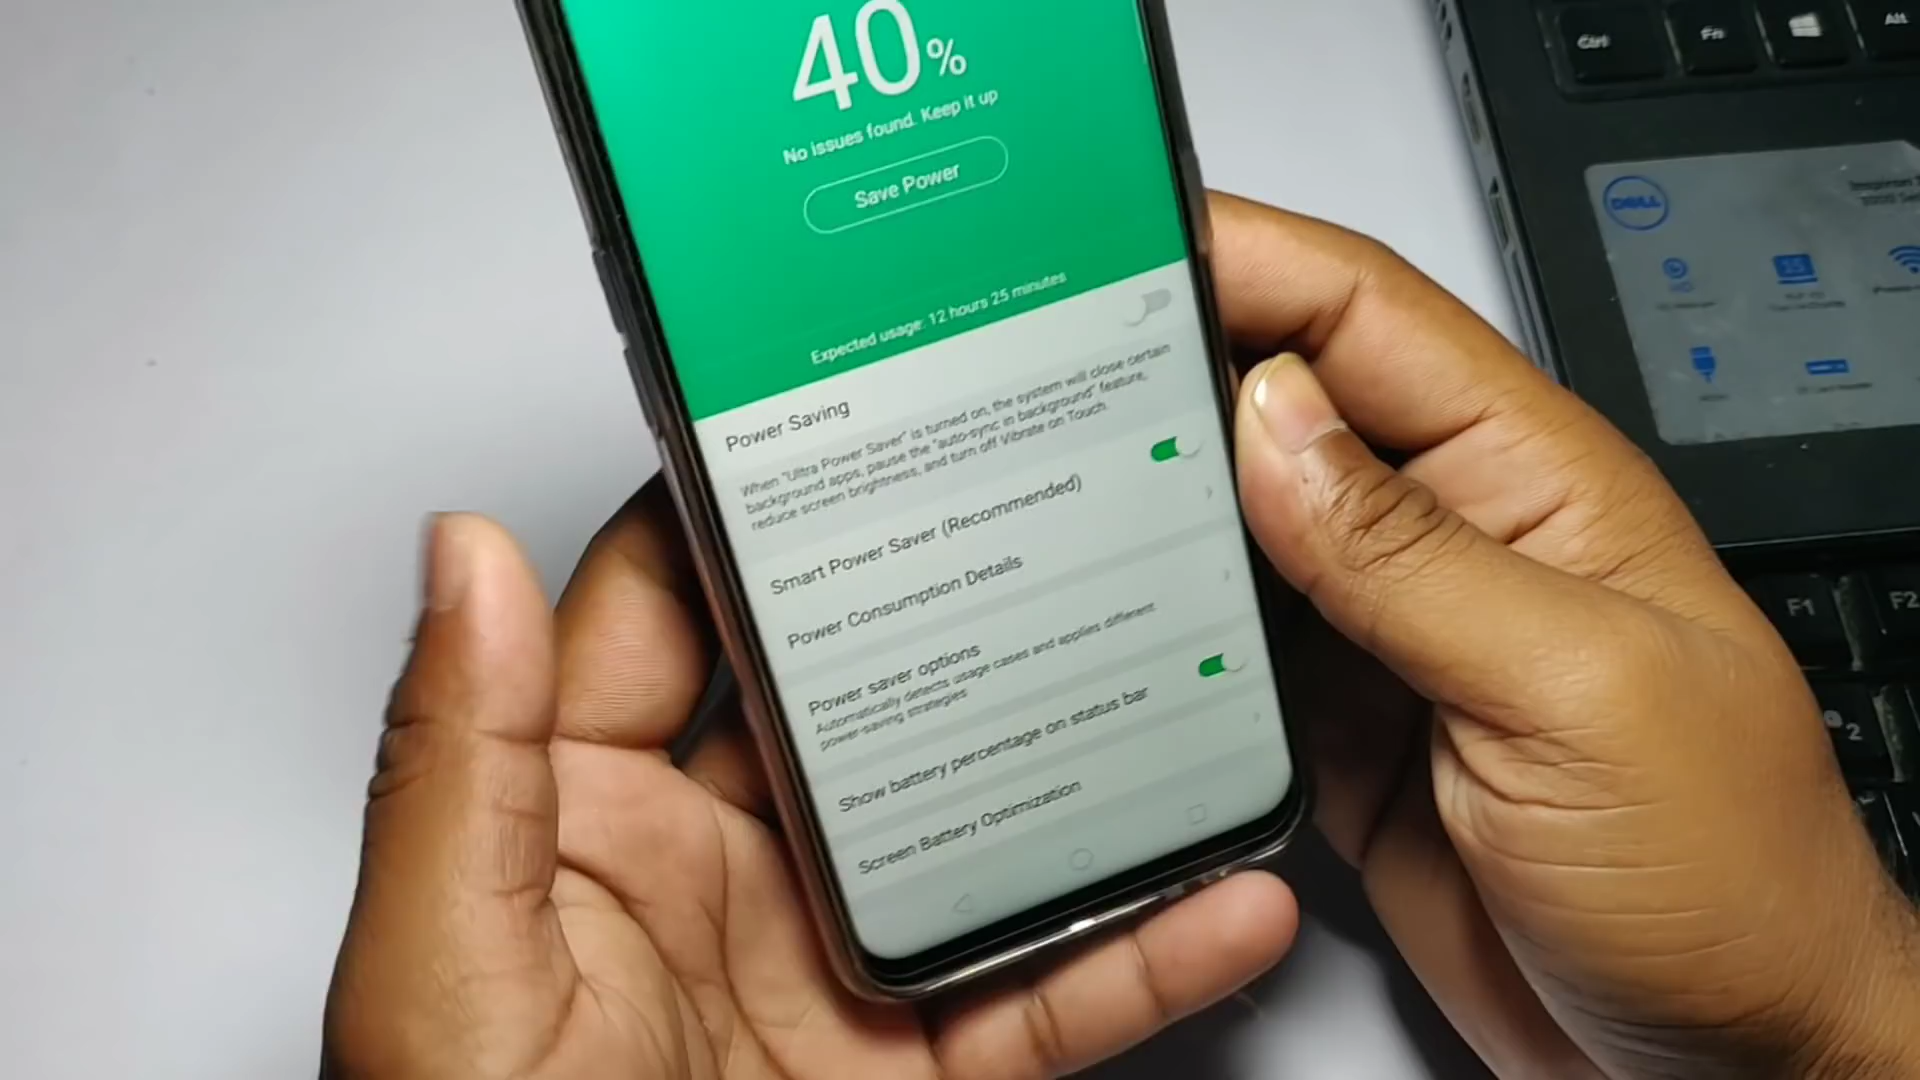 40%
No issues found. Keep it up
Save Power
Expected usage: 12 hours 25 minutes
Power Saving
When "Ultra Power Saver" is turned on, the system will close certain
background apps, pause the "auto-sync in background" feature,
reduce screen brightness, and turn off Vibrate on Touch.
Smart Power Saver (Recommended)
Power Consumption Details
Power saver options
Automatically detects usage cases and applies different
power-saving strategies
Show battery percentage on status bar
Screen Battery Optimization
Ctrl
Fn
Alt
DELL
Inspiron
F1
F2
2